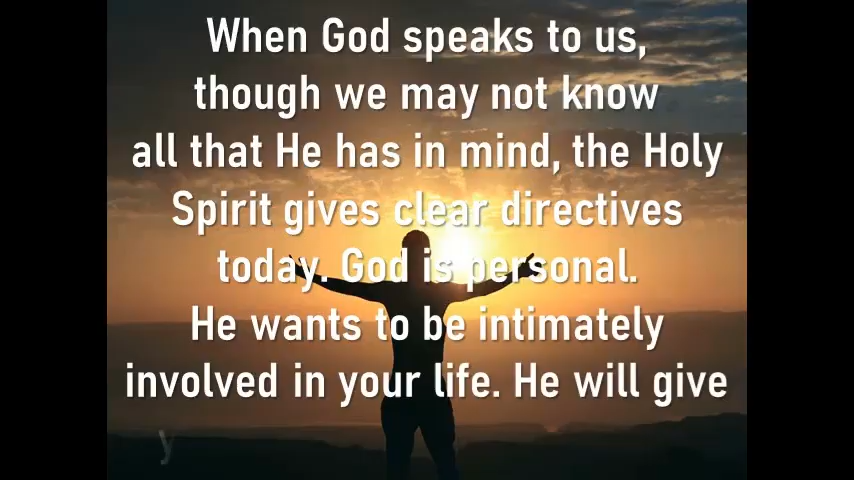 When God speaks to us,
though we may not know
all that He has in mind, the Holy
Spirit gives clear directives
today. God is personal.
He wants to be intimately
involved in your life. He will give
y